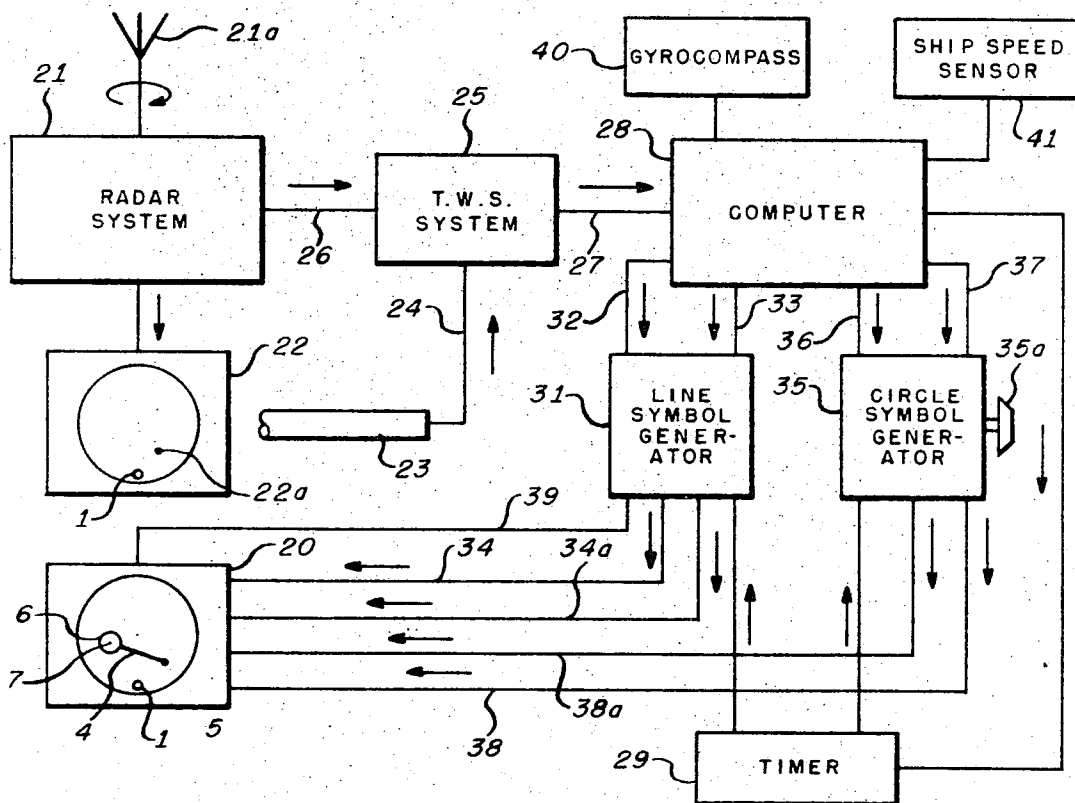 21a
21
40
GYROCOMPASS
SHIP SPEED
SENSOR
41
25
28
RADAR
SYSTEM
T.W.S.
SYSTEM
COMPUTER
26
27
24
32
33
36
37
22
1
22a
23
31
LINE
SYMBOL
GENER-
ATOR
35
CIRCLE
SYMBOL
GENER-
ATOR
35a
39
20
34
34a
6
7
4
1
5
38
38a
29
TIMER